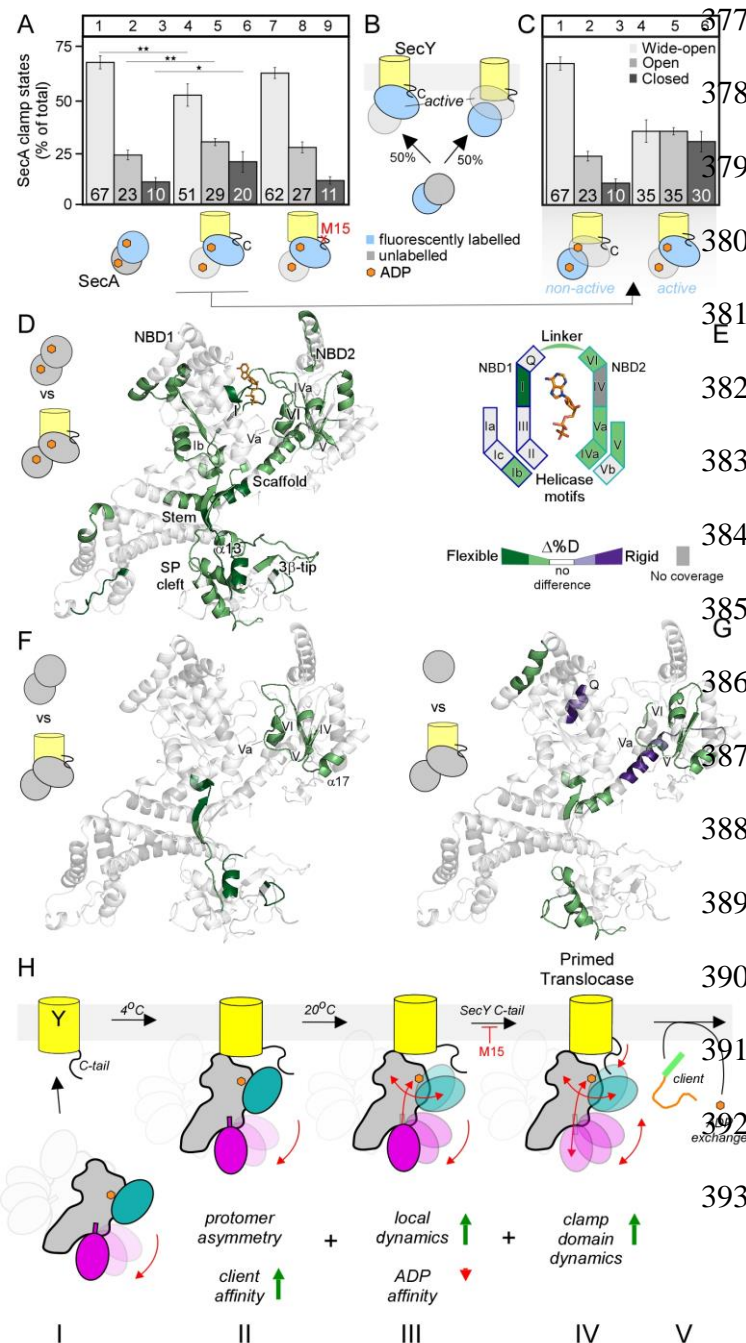 A
1 2 3 4 5 6 7 8 9
SecA clamp states
(% of total)
75
50
25
0
**
**
*
67 23 10 51 29 20 62 27 11
C
M15
SecA
B
SecY
C
active
50% 50%
fluorescently labelled
unlabelled
ADP
C
1 2 3 4 5 6
Wide-open
Open
Closed
67 23 10 35 35 30
C
non-active active
D
vs
NBD1
NBD2
I
IVa
VI
Va
V
Ib
Scaffold
Stem
α13
SP
cleft
3β-tip
E
Linker
NBD1
NBD2
Q
VI
I
IV
Ia
III
Va
V
Ic
II
IVa
Vb
Ib
Helicase
motifs
Δ%D
Flexible
Rigid
no
difference
No coverage
F
vs
VI
IV
Va
V
α17
G
vs
Q
VI
Va
V
H
Primed
Translocase
Y
4°C
20°C
SecY C-tail
M15
C-tail
client
exchange
protomer
asymmetry
+
local
dynamics
+
clamp
domain
dynamics
client
affinity
ADP
affinity
I II III IV V
377
378
379
380
381
382
383
384
385
386
387
388
389
390
391
392
393